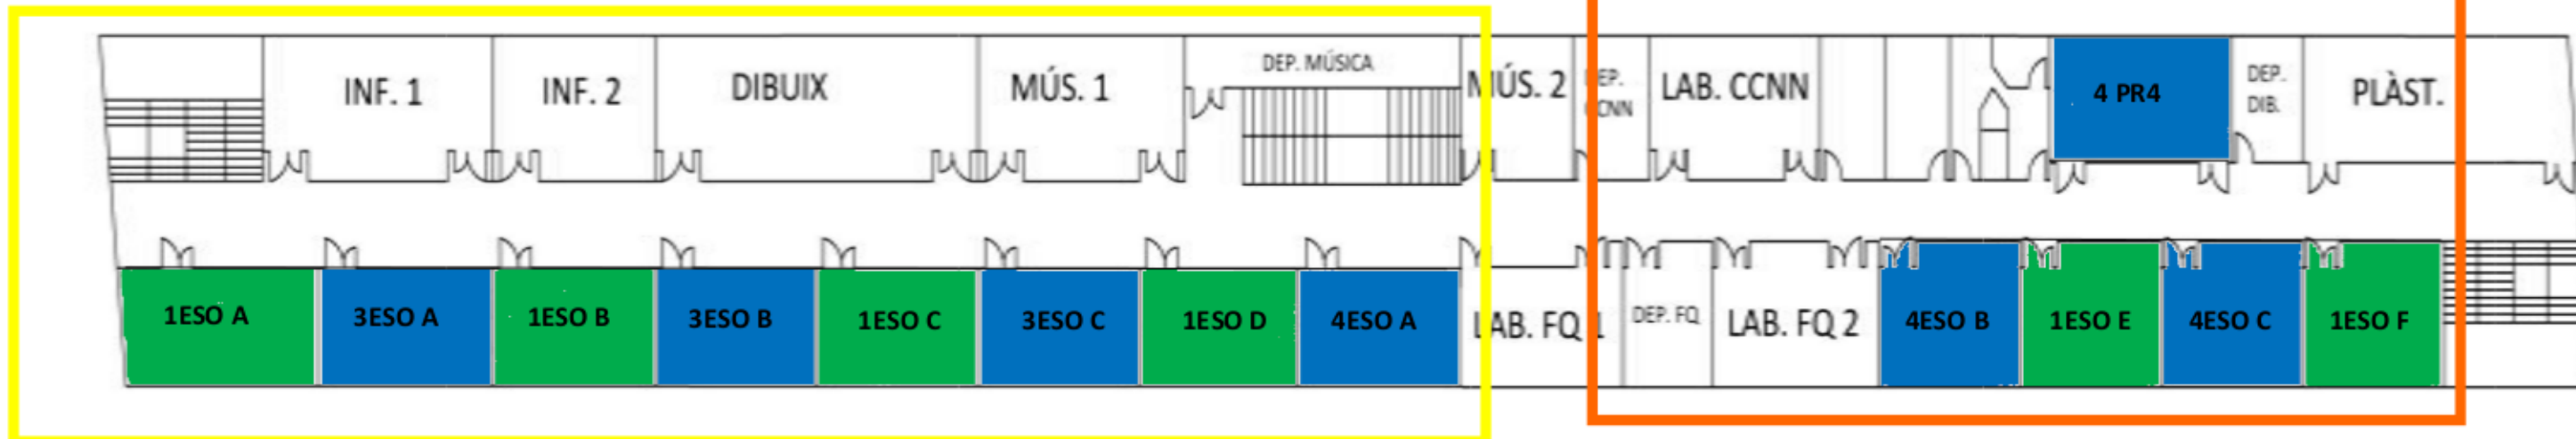 INF. 1
INF. 2
DIBUIX
MÚS. 1
DEP. MÚSICA
MÚS. 2
DEP.
CCNN
LAB. CCNN
4 PR4
DEP.
DIB.
PLÀST.
1ESO A
3ESO A
1ESO B
3ESO B
1ESO C
3ESO C
1ESO D
4ESO A
LAB. FQ 1
DEP. FQ
LAB. FQ 2
4ESO B
1ESO E
4ESO C
1ESO F